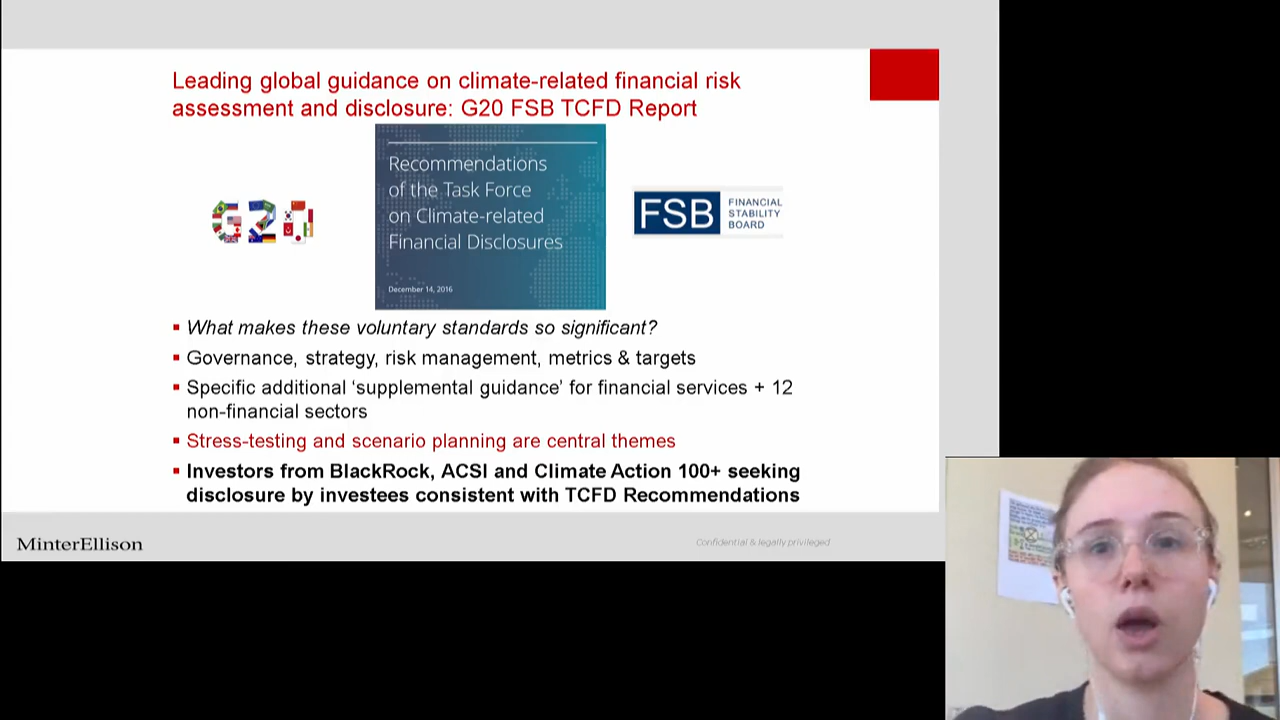 Leading global guidance on climate-related financial risk
assessment and disclosure: G20 FSB TCFD Report
Recommendations
of the Task Force
on Climate-related
Financial Disclosures
December 14, 2016
G20
FSB
FINANCIAL
STABILITY
BOARD
What makes these voluntary standards so significant?
Governance, strategy, risk management, metrics & targets
Specific additional ‘supplemental guidance’ for financial services + 12
non-financial sectors
Stress-testing and scenario planning are central themes
Investors from BlackRock, ACSI and Climate Action 100+ seeking
disclosure by investees consistent with TCFD Recommendations
MinterEllison
Confidential & legally privileged